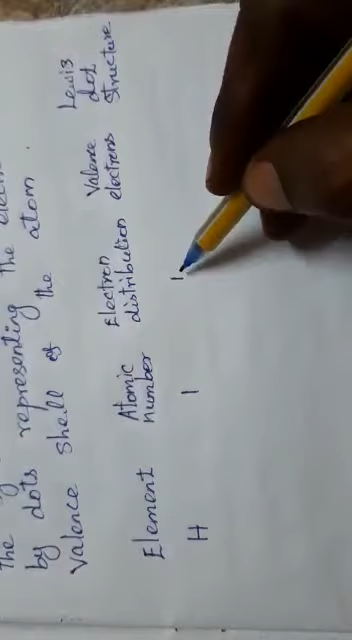 The representing the
by dots
Valence shell of the atom.
Element Atomic number Electron distribution Valence electrons Lewis dot structure
H 1 1